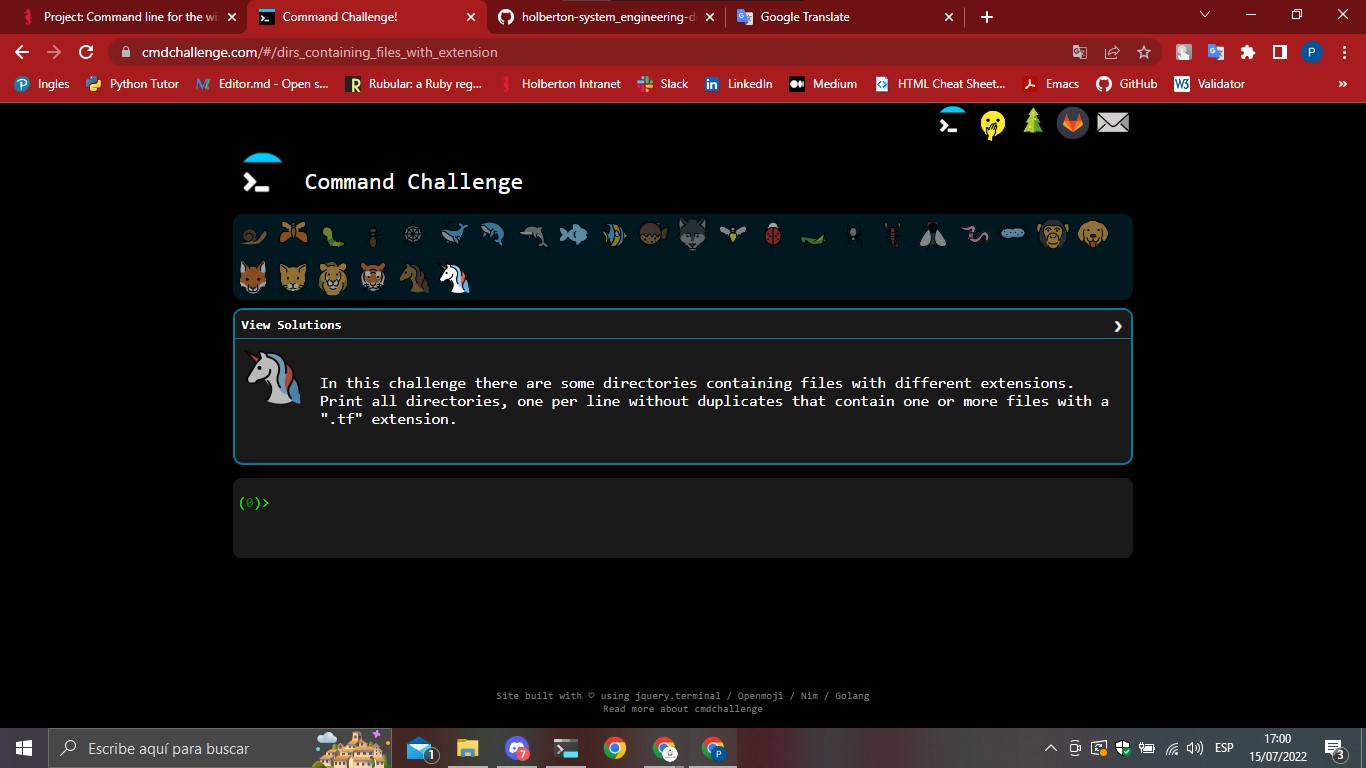 Project: Command line for the wi
Command Challenge!
holberton-system_engineering-d
Google Translate
cmdchallenge.com/#/dirs_containing_files_with_extension
P
Ingles
Python Tutor
Editor.md - Open s...
R
Rubular: a Ruby reg...
Holberton Intranet
Slack
in
LinkedIn
Medium
HTML Cheat Sheet...
Emacs
GitHub
W3
Validator
»
Command Challenge
View Solutions
In this challenge there are some directories containing files with different extensions.
Print all directories, one per line without duplicates that contain one or more files with a
".tf" extension.
(0)>
Site built with ♡ using jquery.terminal / Openmoji / Nim / Golang
Read more about cmdchallenge
Escribe aquí para buscar
1
7
P
ESP
17:00
15/07/2022
3